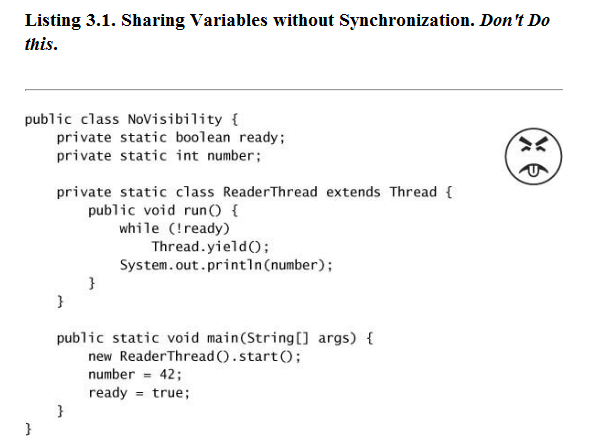 Listing 3.1. Sharing Variables without Synchronization. Don't Do
this.
public class NoVisibility {
    private static boolean ready;
    private static int number;

    private static class ReaderThread extends Thread {
        public void run() {
            while (!ready)
                Thread.yield();
            System.out.println(number);
        }
    }

    public static void main(String[] args) {
        new ReaderThread().start();
        number = 42;
        ready = true;
    }
}